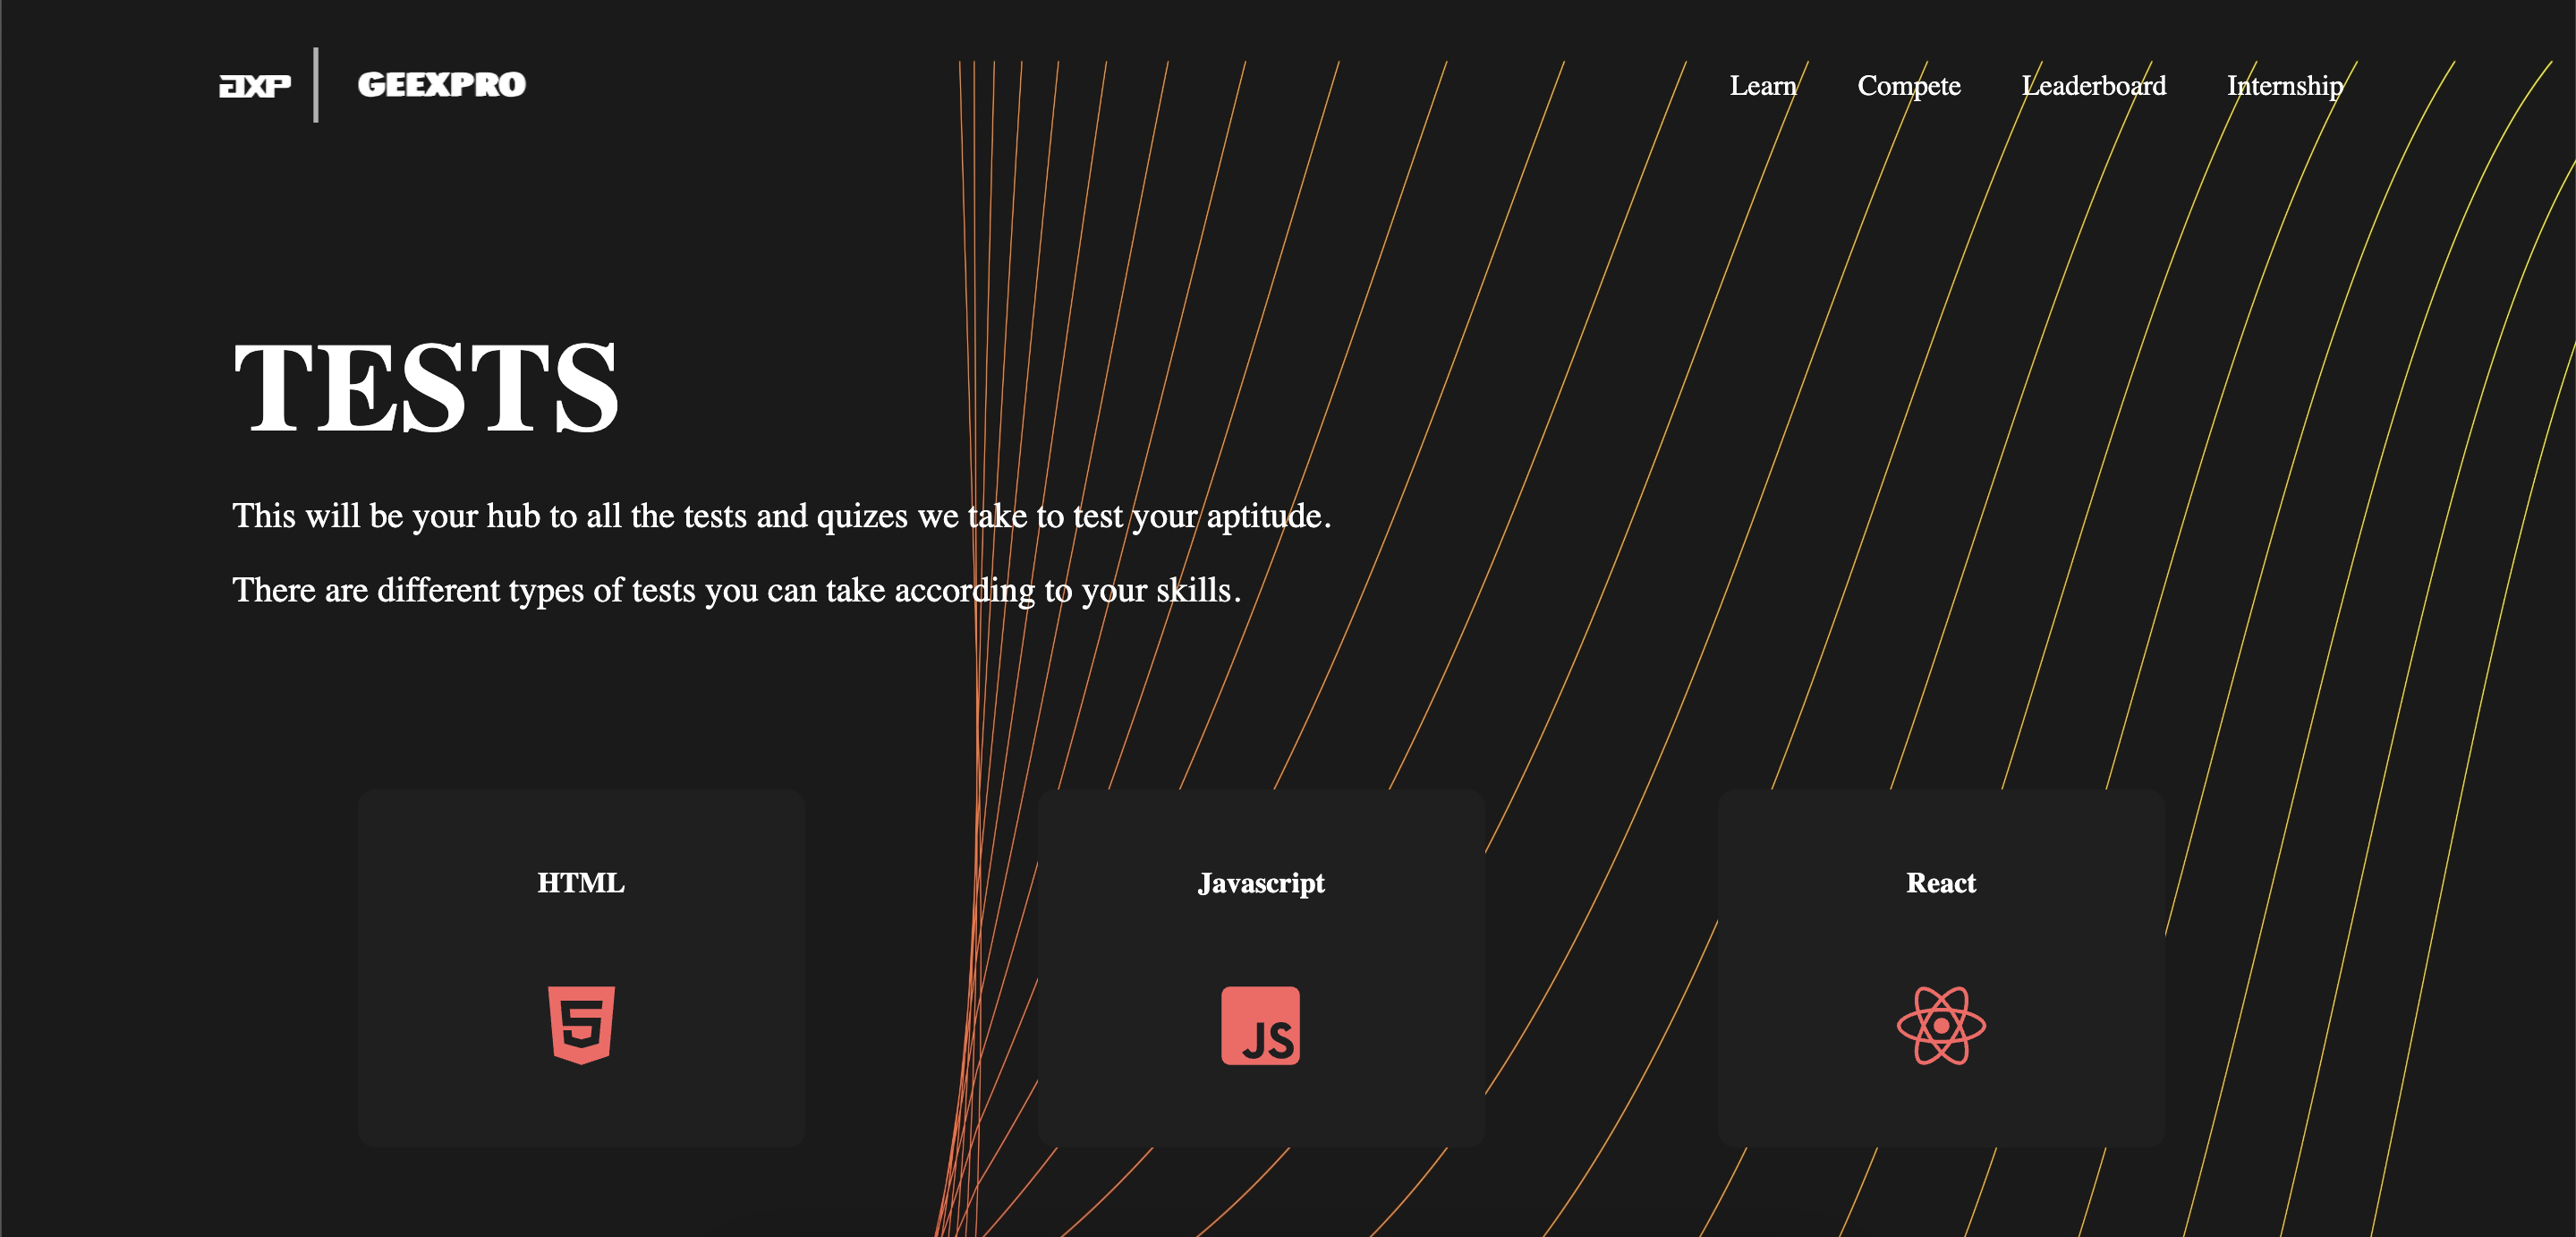 axp | GEEXPRO
Learn Compete Leaderboard Internship
TESTS
This will be your hub to all the tests and quizes we take to test your aptitude.
There are different types of tests you can take according to your skills.
HTML Javascript React
5 JS